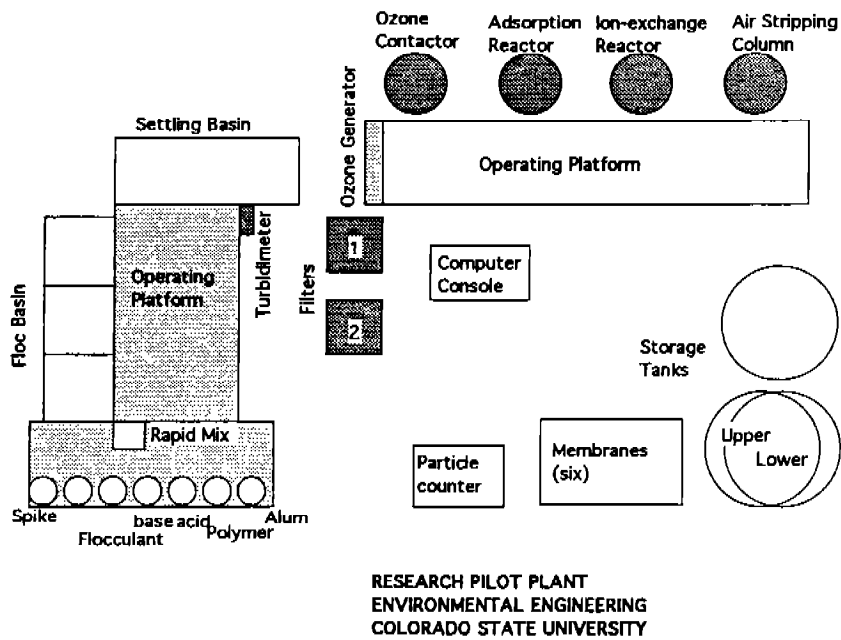 Ozone
Contactor
Adsorption
Reactor
Ion-exchange
Reactor
Air Stripping
Column
Ozone Generator
Operating Platform
Settling Basin
Floc Basin
Operating
Platform
Turbidimeter
Filters
1
2
Computer
Console
Storage
Tanks
Upper
Lower
Rapid Mix
Particle
counter
Membranes
(six)
Spike
Flocculant
base acid
Polymer
Alum
RESEARCH PILOT PLANT
ENVIRONMENTAL ENGINEERING
COLORADO STATE UNIVERSITY